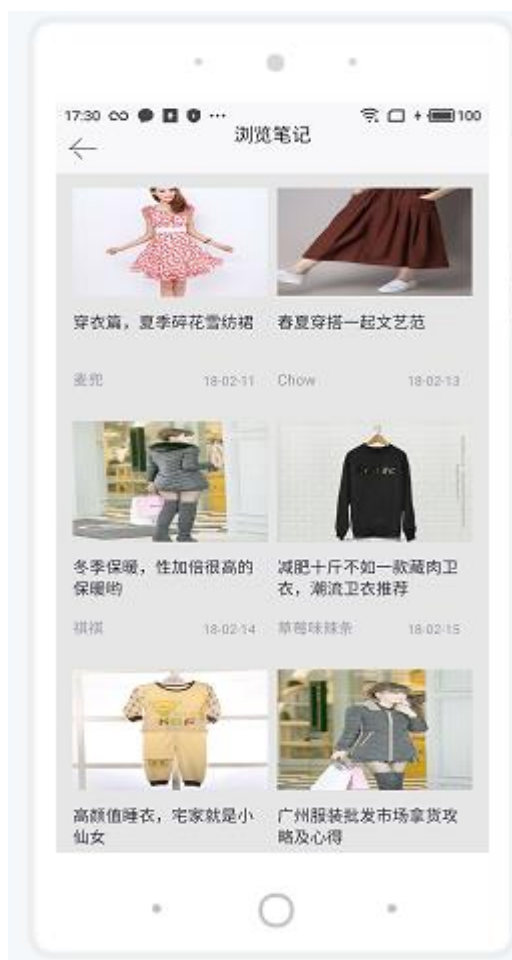 17:30
100
浏览笔记
穿衣篇，夏季碎花雪纺裙
春夏穿搭一起文艺范
麦兜
18-02-11
Chow
18-02-13
冬季保暖，性加倍很高的
保暖哟
减肥十斤不如一款藏肉卫
衣，潮流卫衣推荐
祺祺
18-02-14
草莓味辣条
18-02-15
高颜值睡衣，宅家就是小
仙女
广州服装批发市场拿货攻
略及心得